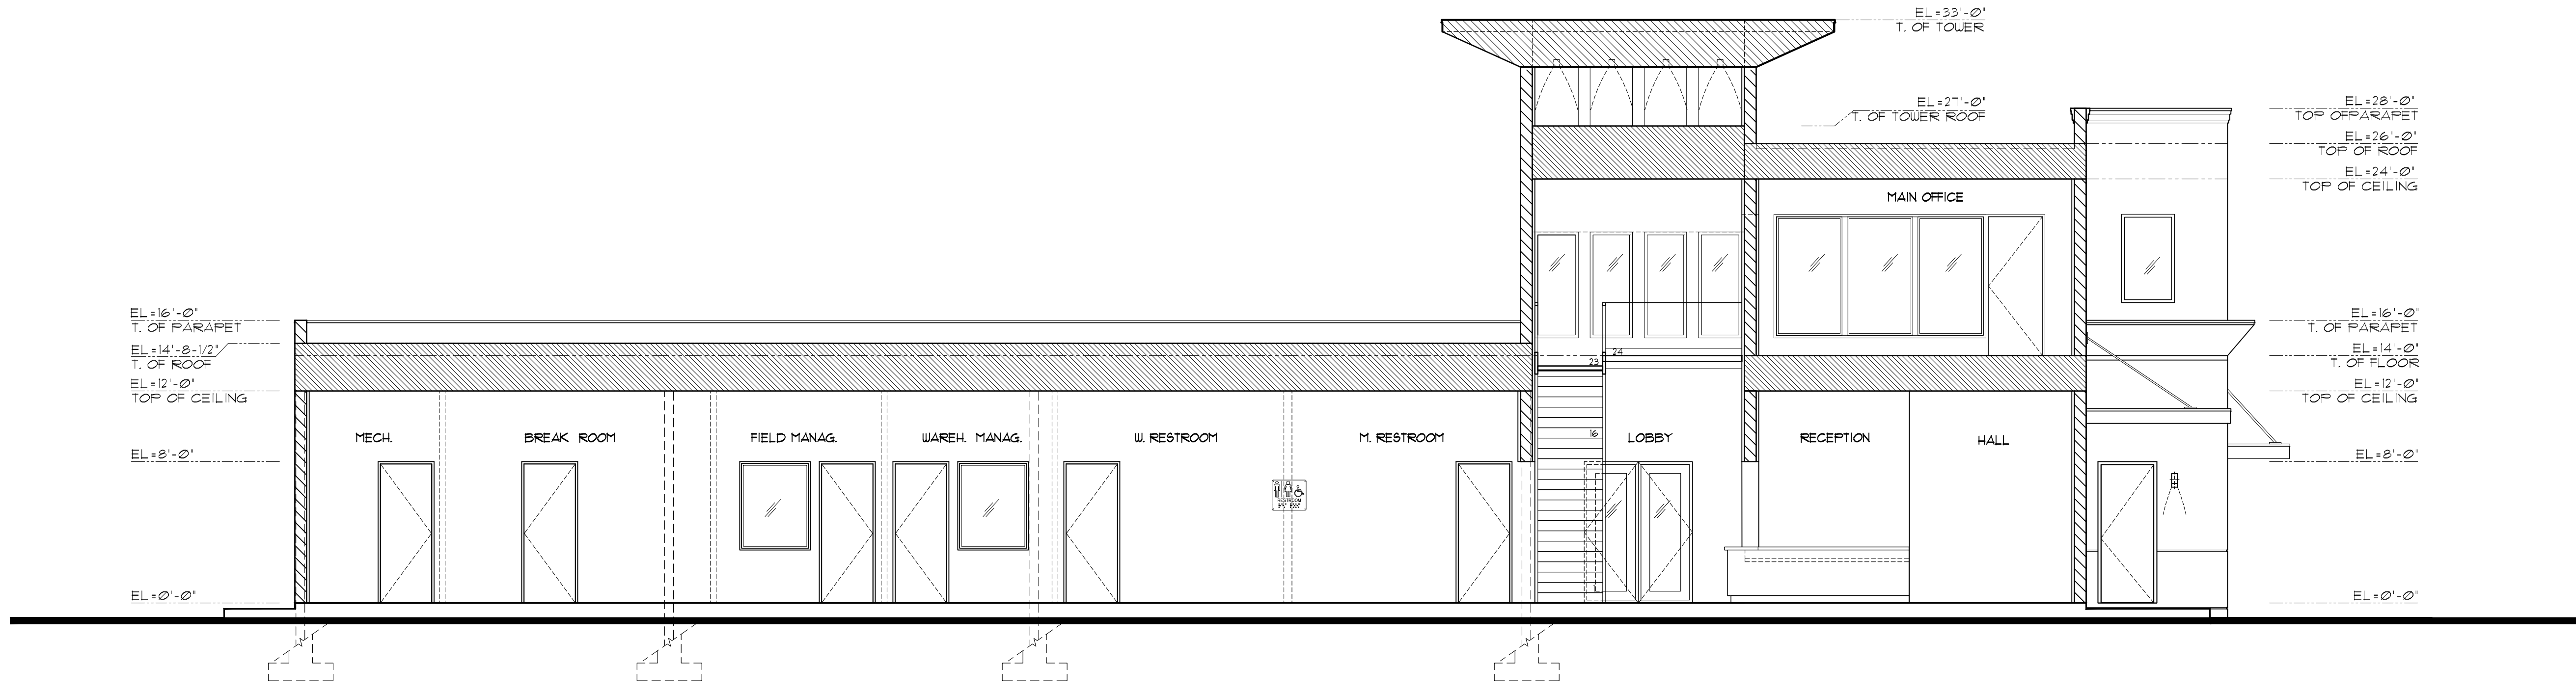 EL=33'-0"
T. OF TOWER
EL=27'-0"
T. OF TOWER ROOF
EL=28'-0"
TOP OFPARAPET
EL=26'-0"
TOP OF ROOF
EL=24'-0"
TOP OF CEILING
MAIN OFFICE
EL=16'-0"
T. OF PARAPET
EL=14'-8-1/2"
T. OF ROOF
EL=12'-0"
TOP OF CEILING
EL=16'-0"
T. OF PARAPET
EL=14'-0"
T. OF FLOOR
EL=12'-0"
TOP OF CEILING
24
23
16
1
MECH.
BREAK ROOM
FIELD MANAG.
WAREH. MANAG.
W. RESTROOM
M. RESTROOM
LOBBY
RECEPTION
HALL
EL=8'-0"
EL=8'-0"
RESTROOM
EL=0'-0"
EL=0'-0"